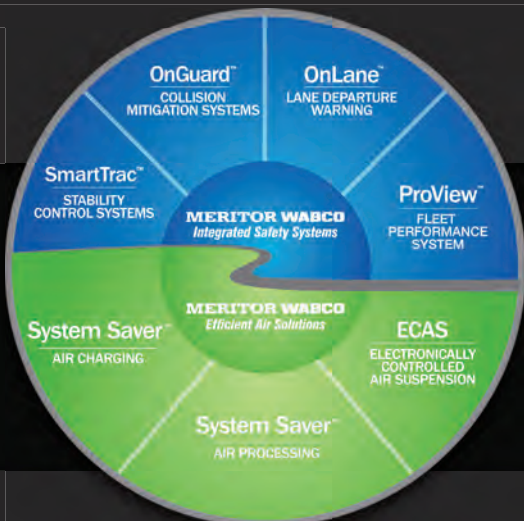 OnGuard™
COLLISION
MITIGATION SYSTEMS
OnLane™
LANE DEPARTURE
WARNING
SmartTrac™
STABILITY
CONTROL SYSTEMS
ProView™
FLEET
PERFORMANCE
SYSTEM
MERITOR WABCO
Integrated Safety Systems
MERITOR WABCO
Efficient Air Solutions
System Saver™
AIR CHARGING
ECAS
ELECTRONICALLY
CONTROLLED
AIR SUSPENSION
System Saver™
AIR PROCESSING